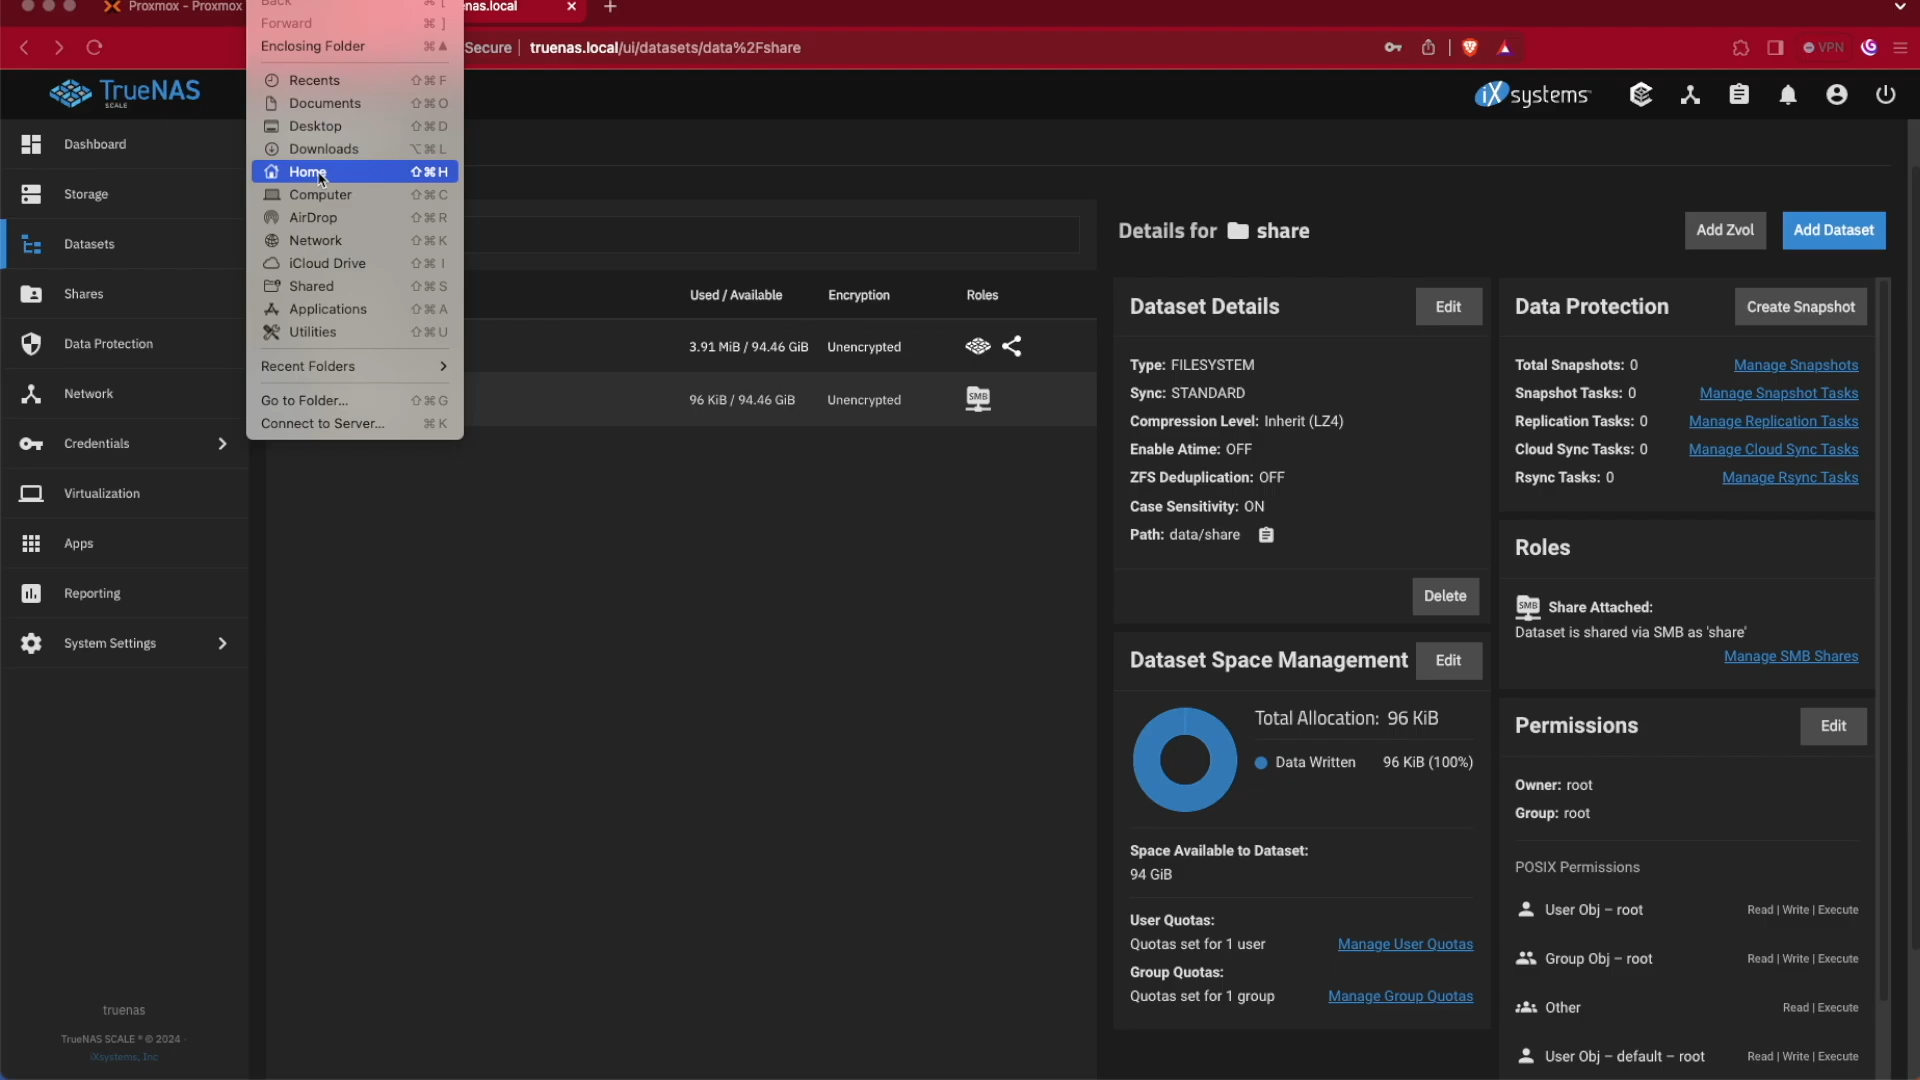 Proxmox - Proxmox
nas.local
Back ⌘ [
Forward ⌘ ]
Enclosing Folder ⌘▲
Secure
truenas.local/ui/datasets/data%2Fshare
VPN
TrueNAS
SCALE
Recents ⇧⌘F
Documents ⇧⌘O
Desktop ⇧⌘D
Downloads ⌥⌘L
Home ⇧⌘H
Computer ⇧⌘C
AirDrop ⇧⌘R
Network ⇧⌘K
iCloud Drive ⇧⌘I
Shared ⇧⌘S
Applications ⇧⌘A
Utilities ⇧⌘U
Recent Folders
Go to Folder... ⇧⌘G
Connect to Server... ⌘K
iXsystems
Dashboard
Storage
Datasets
Shares
Data Protection
Network
Credentials
Virtualization
Apps
Reporting
System Settings
truenas
TrueNAS SCALE ® © 2024 -
iXsystems, Inc
Used / Available Encryption Roles
3.91 MiB / 94.46 GiB Unencrypted
96 KiB / 94.46 GiB Unencrypted SMB
Details for share
Add Zvol
Add Dataset
Dataset Details
Edit
Type: FILESYSTEM
Sync: STANDARD
Compression Level: Inherit (LZ4)
Enable Atime: OFF
ZFS Deduplication: OFF
Case Sensitivity: ON
Path: data/share
Delete
Dataset Space Management
Edit
Total Allocation: 96 KiB
Data Written 96 KiB (100%)
Space Available to Dataset:
94 GiB
User Quotas:
Quotas set for 1 user Manage User Quotas
Group Quotas:
Quotas set for 1 group Manage Group Quotas
Data Protection
Create Snapshot
Total Snapshots: 0 Manage Snapshots
Snapshot Tasks: 0 Manage Snapshot Tasks
Replication Tasks: 0 Manage Replication Tasks
Cloud Sync Tasks: 0 Manage Cloud Sync Tasks
Rsync Tasks: 0 Manage Rsync Tasks
Roles
SMB Share Attached:
Dataset is shared via SMB as 'share'
Manage SMB Shares
Permissions
Edit
Owner: root
Group: root
POSIX Permissions
User Obj – root Read | Write | Execute
Group Obj – root Read | Write | Execute
Other Read | Execute
User Obj – default – root Read | Write | Execute